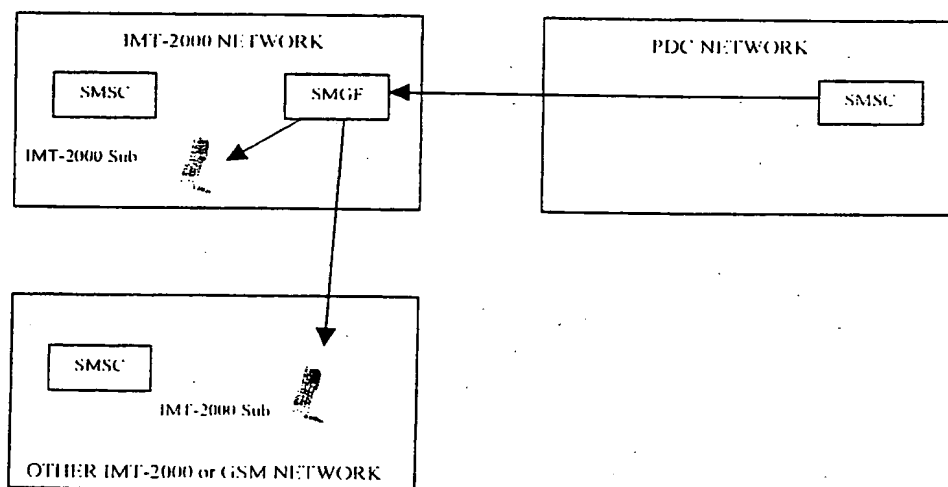 IMT-2000 NETWORK
SMSC
SMGF
IMT-2000 Sub
PDC NETWORK
SMSC
SMSC
IMT-2000 Sub
OTHER IMT-2000 or GSM NETWORK